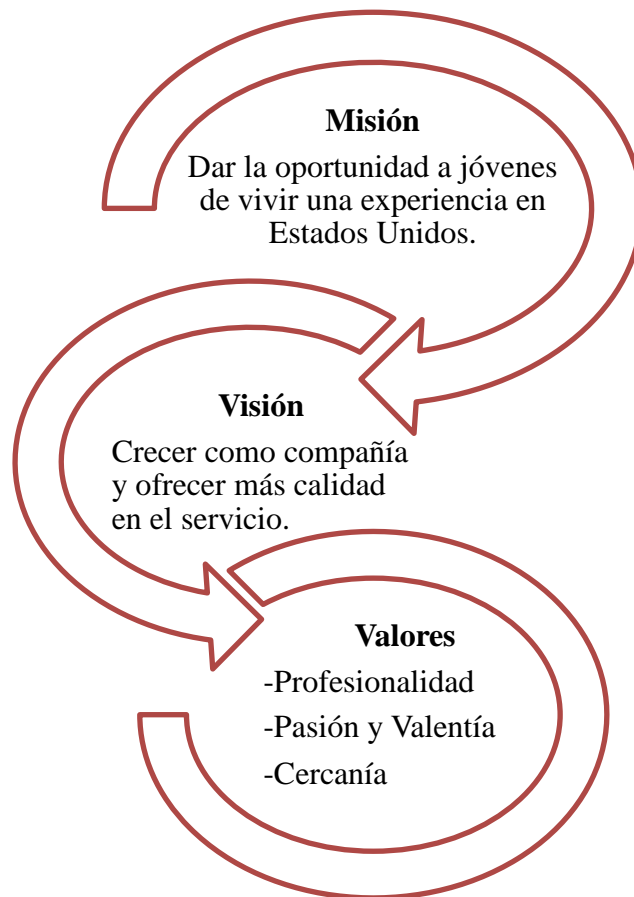 Misión
Dar la oportunidad a jóvenes
de vivir una experiencia en
Estados Unidos.
Visión
Crecer como compañía
y ofrecer más calidad
en el servicio.
Valores
-Profesionalidad
-Pasión y Valentía
-Cercanía